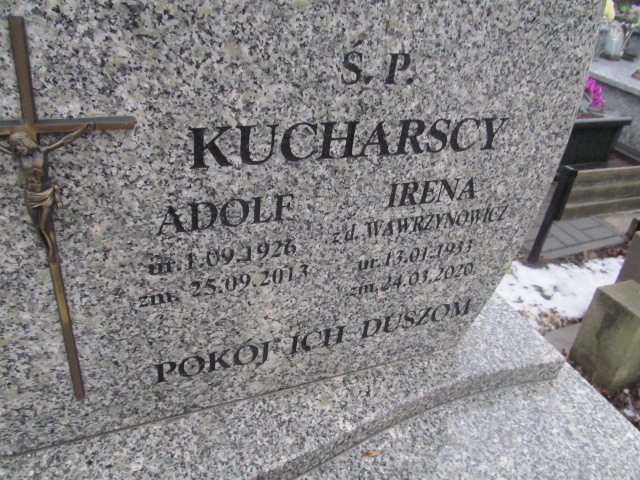 Ś. P.
KUCHARSCY
ADOLF
ur. 1.09.1926
zm. 25.09.2013
IRENA
z d. WAWRZYNOWICZ
ur. 13.01.1933
zm. 24.03.2020
POKÓJ ICH DUSZOM